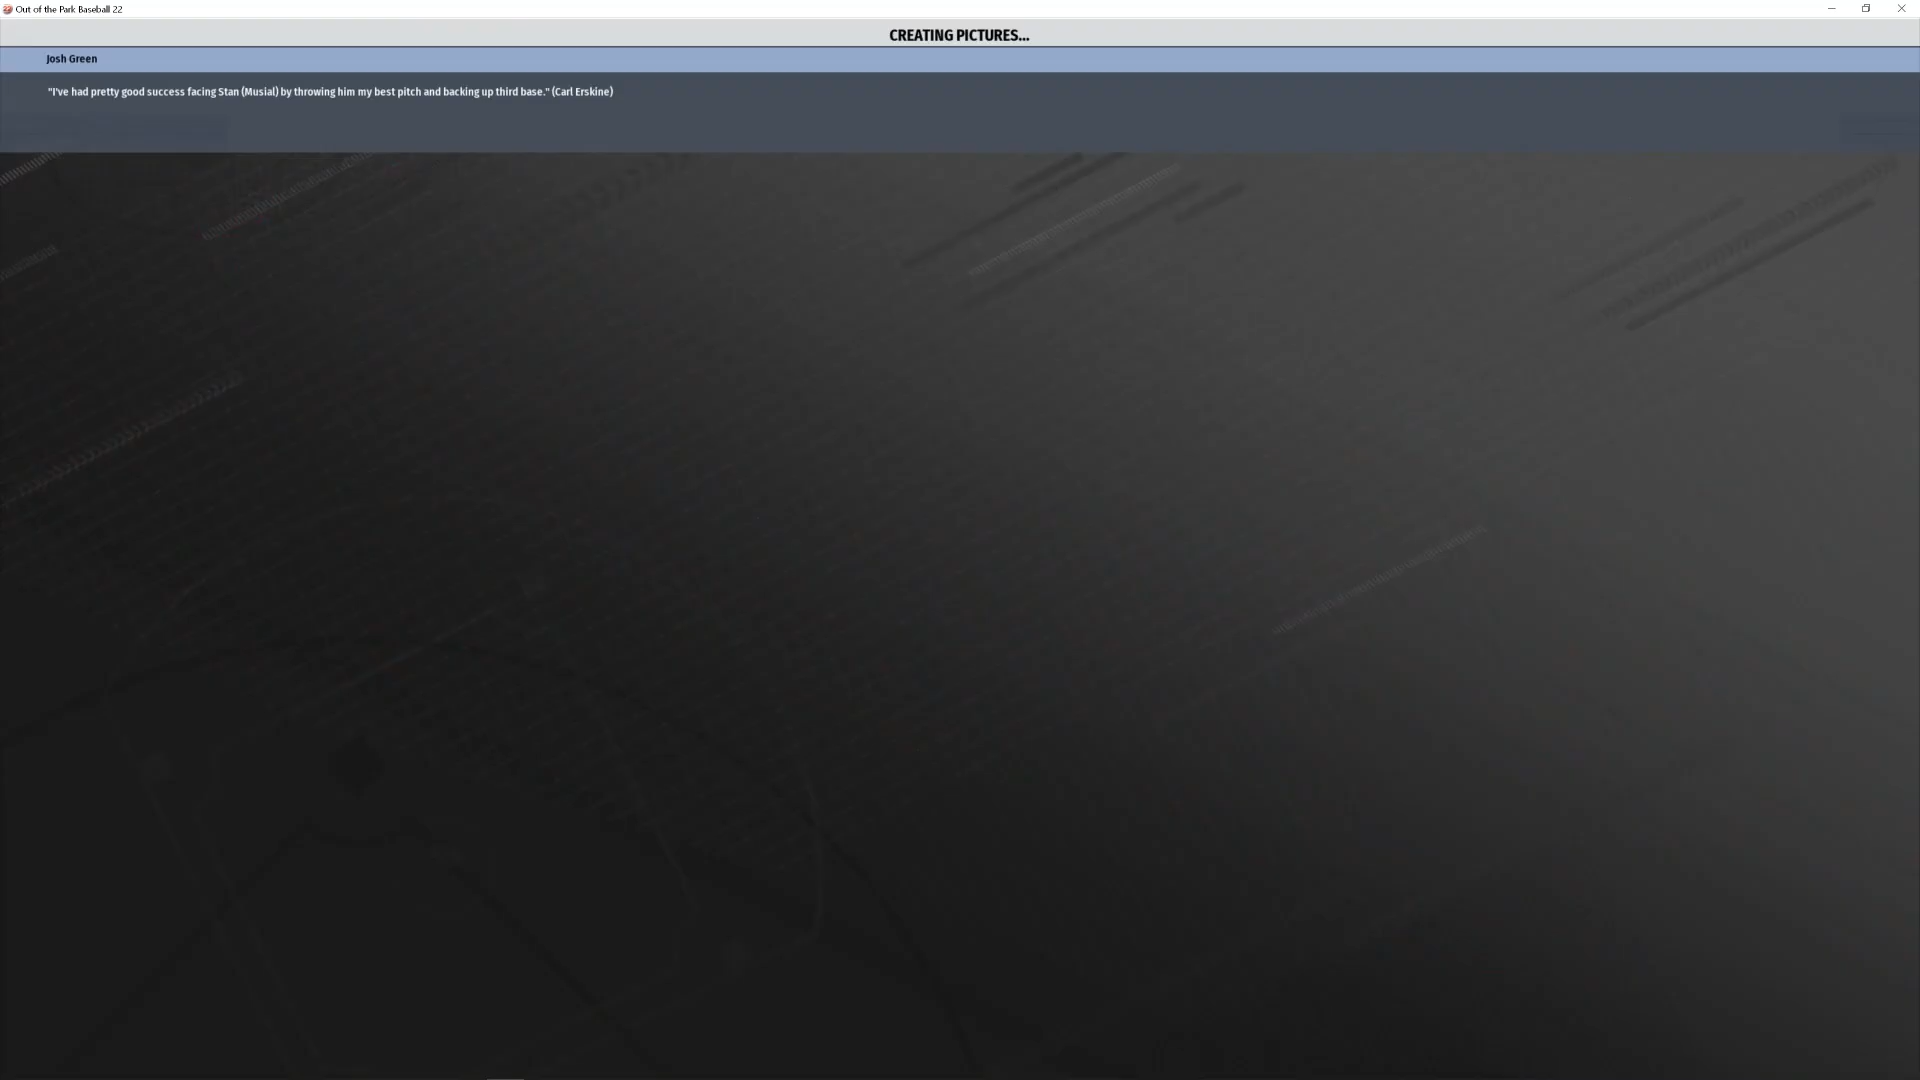 Out of the Park Baseball 22
CREATING PICTURES...
Josh Green
"I've had pretty good success facing Stan (Musial) by throwing him my best pitch and backing up third base." (Carl Erskine)